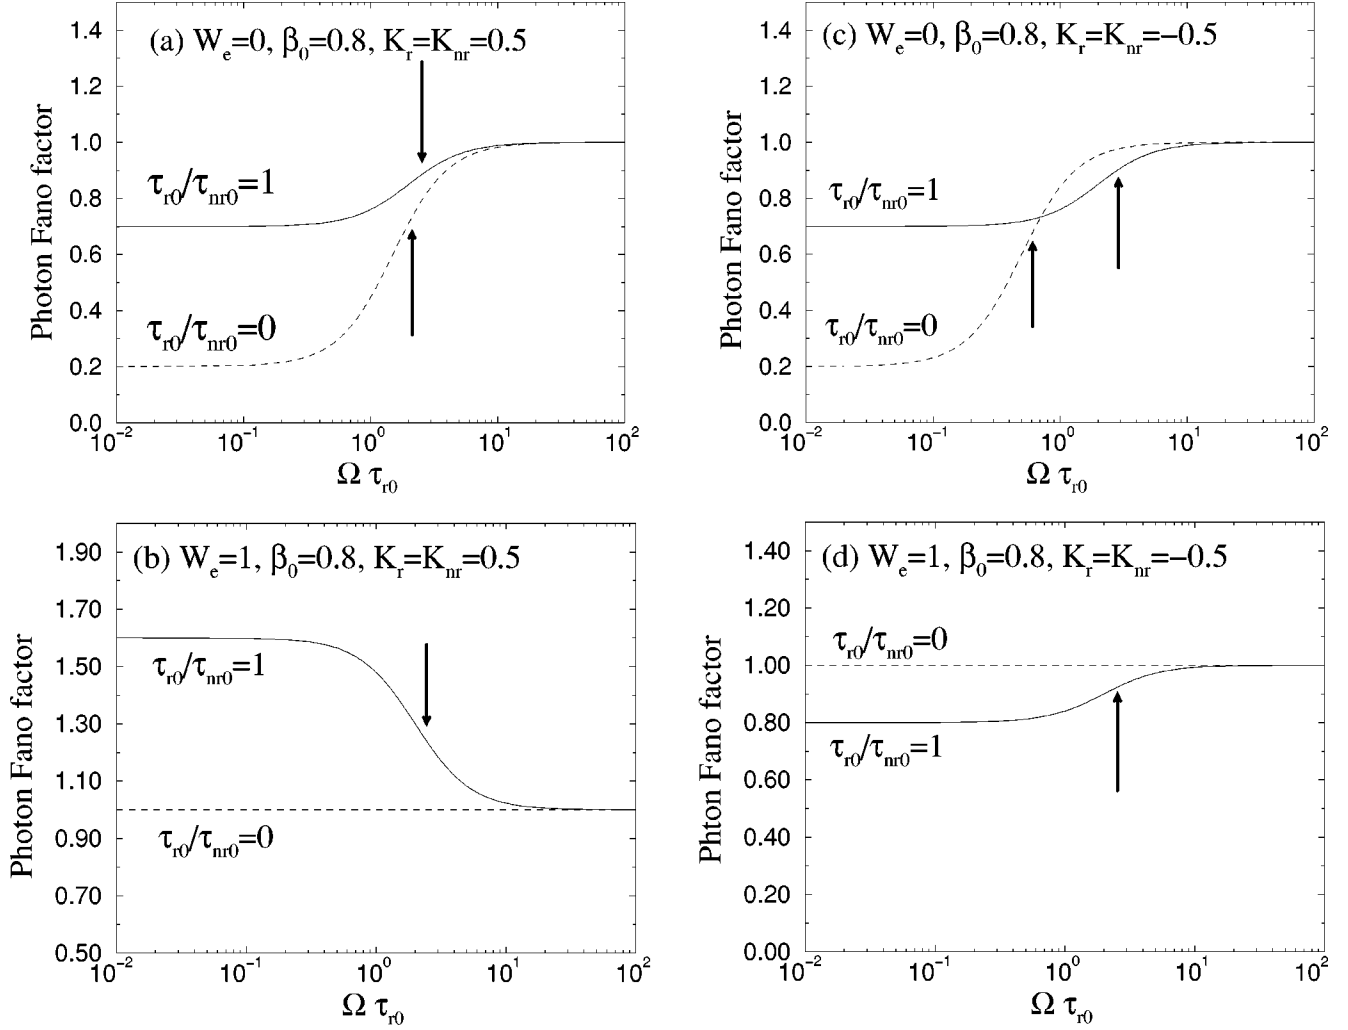 (a) Wₑ=0, β₀=0.8, Kᵣ=Kₙᵣ=0.5
Photon Fano factor
1.4
1.2
1.0
0.8
0.6
0.4
0.2
0.0
τᵣ₀/τₙᵣ₀=1
τᵣ₀/τₙᵣ₀=0
10⁻² 10⁻¹ 10⁰ 10¹ 10²
Ω τᵣ₀
(c) Wₑ=0, β₀=0.8, Kᵣ=Kₙᵣ=−0.5
Photon Fano factor
1.4
1.2
1.0
0.8
0.6
0.4
0.2
0.0
τᵣ₀/τₙᵣ₀=1
τᵣ₀/τₙᵣ₀=0
10⁻² 10⁻¹ 10⁰ 10¹ 10²
Ω τᵣ₀
(b) Wₑ=1, β₀=0.8, Kᵣ=Kₙᵣ=0.5
Photon Fano factor
1.90
1.70
1.50
1.30
1.10
0.90
0.70
0.50
τᵣ₀/τₙᵣ₀=1
τᵣ₀/τₙᵣ₀=0
10⁻² 10⁻¹ 10⁰ 10¹ 10²
Ω τᵣ₀
(d) Wₑ=1, β₀=0.8, Kᵣ=Kₙᵣ=−0.5
Phton Fano factor
1.40
1.20
1.00
0.80
0.60
0.40
0.20
0.00
τᵣ₀/τₙᵣ₀=0
τᵣ₀/τₙᵣ₀=1
10⁻² 10⁻¹ 10⁰ 10¹ 10²
Ω τᵣ₀